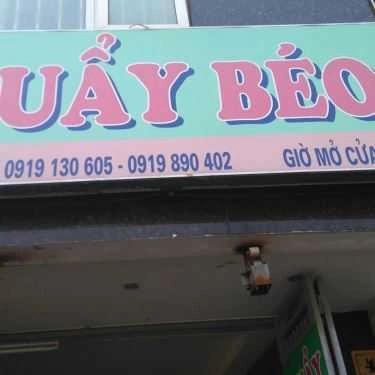 UẨY BÉO
0919 130 605 - 0919 890 402 GIỜ MỞ CỬA